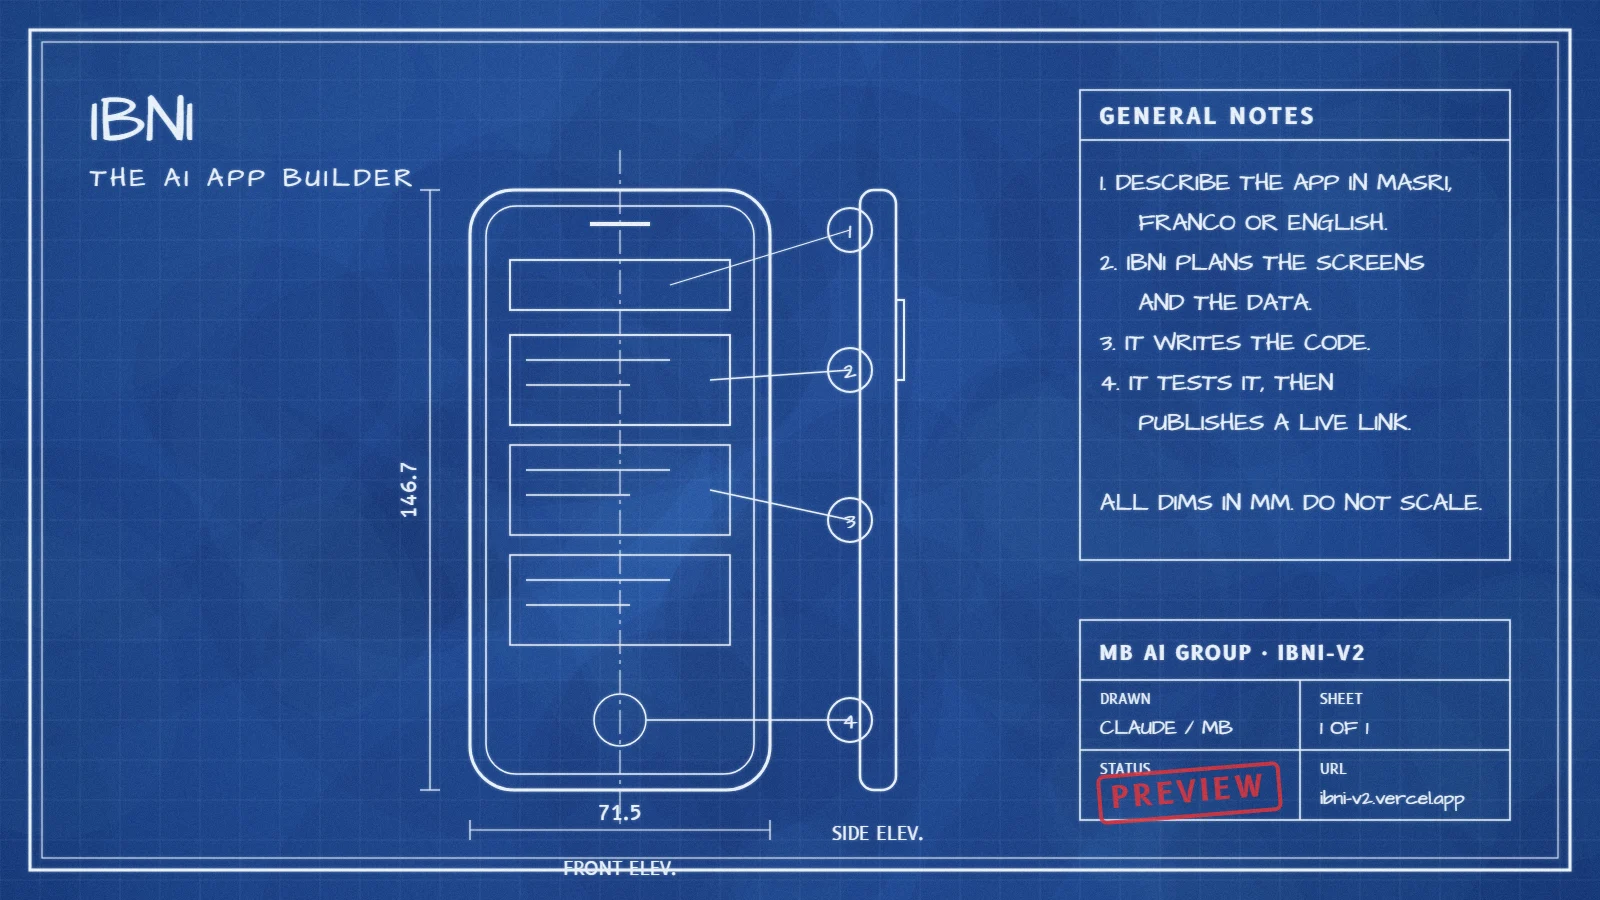 IBNI
THE AI APP BUILDER
146.7
71.5
FRONT ELEV.
SIDE ELEV.
1
2
3
4
GENERAL NOTES
1. DESCRIBE THE APP IN MASRI,
FRANCO OR ENGLISH.
2. IBNI PLANS THE SCREENS
AND THE DATA.
3. IT WRITES THE CODE.
4. IT TESTS IT, THEN
PUBLISHES A LIVE LINK.
ALL DIMS IN MM. DO NOT SCALE.
MB AI GROUP · IBNI-V2
DRAWN
CLAUDE / MB
SHEET
1 OF 1
STATUS
PREVIEW
URL
ibni-v2.vercel.app